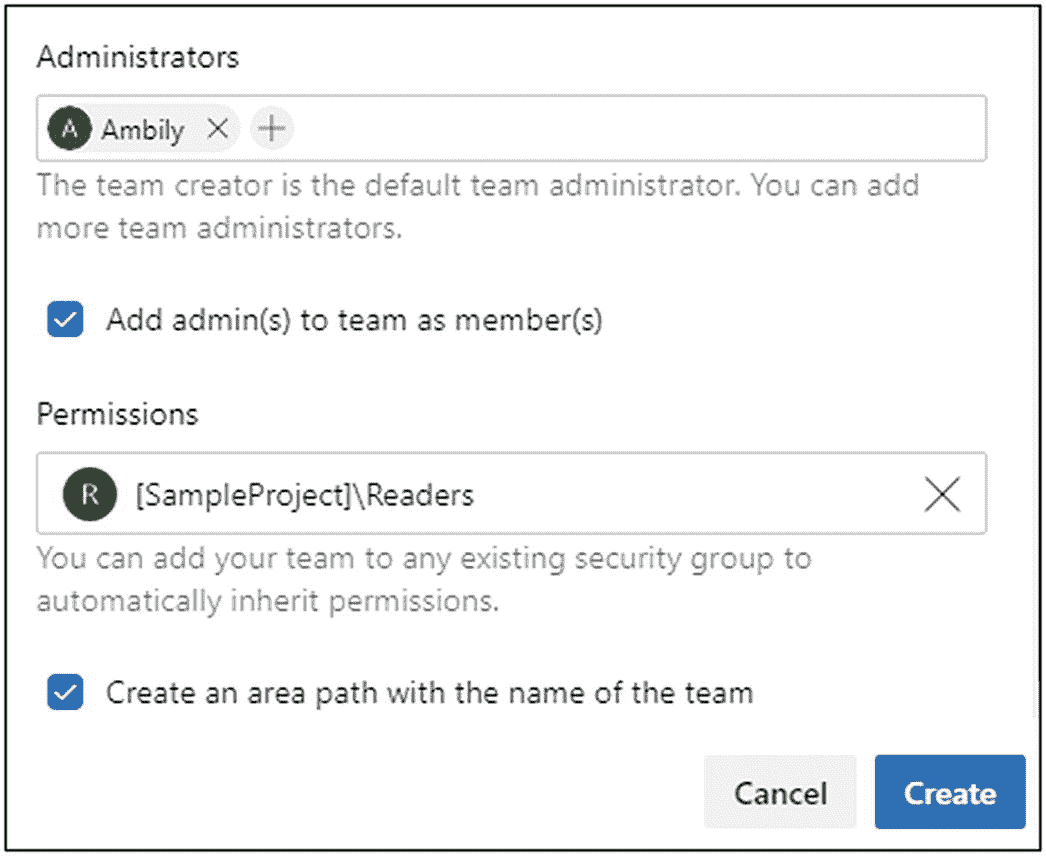 Administrators
A Ambily
The team creator is the default team administrator. You can add
more team administrators.
Add admin(s) to team as member(s)
Permissions
R [SampleProject]\Readers
You can add your team to any existing security group to
automatically inherit permissions.
Create an area path with the name of the team
Cancel Create